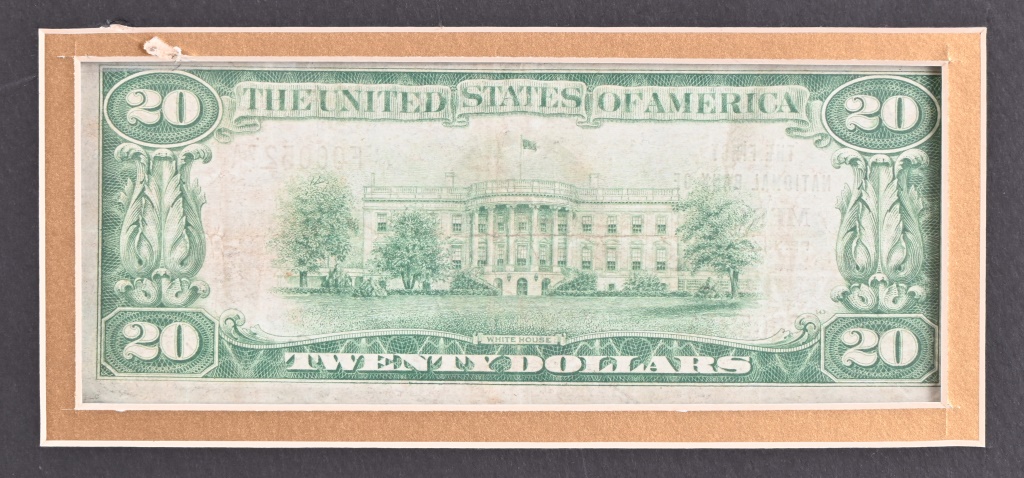 20 THE UNITED STATES OF AMERICA 20
WHITE HOUSE
20 TWENTY DOLLARS 20